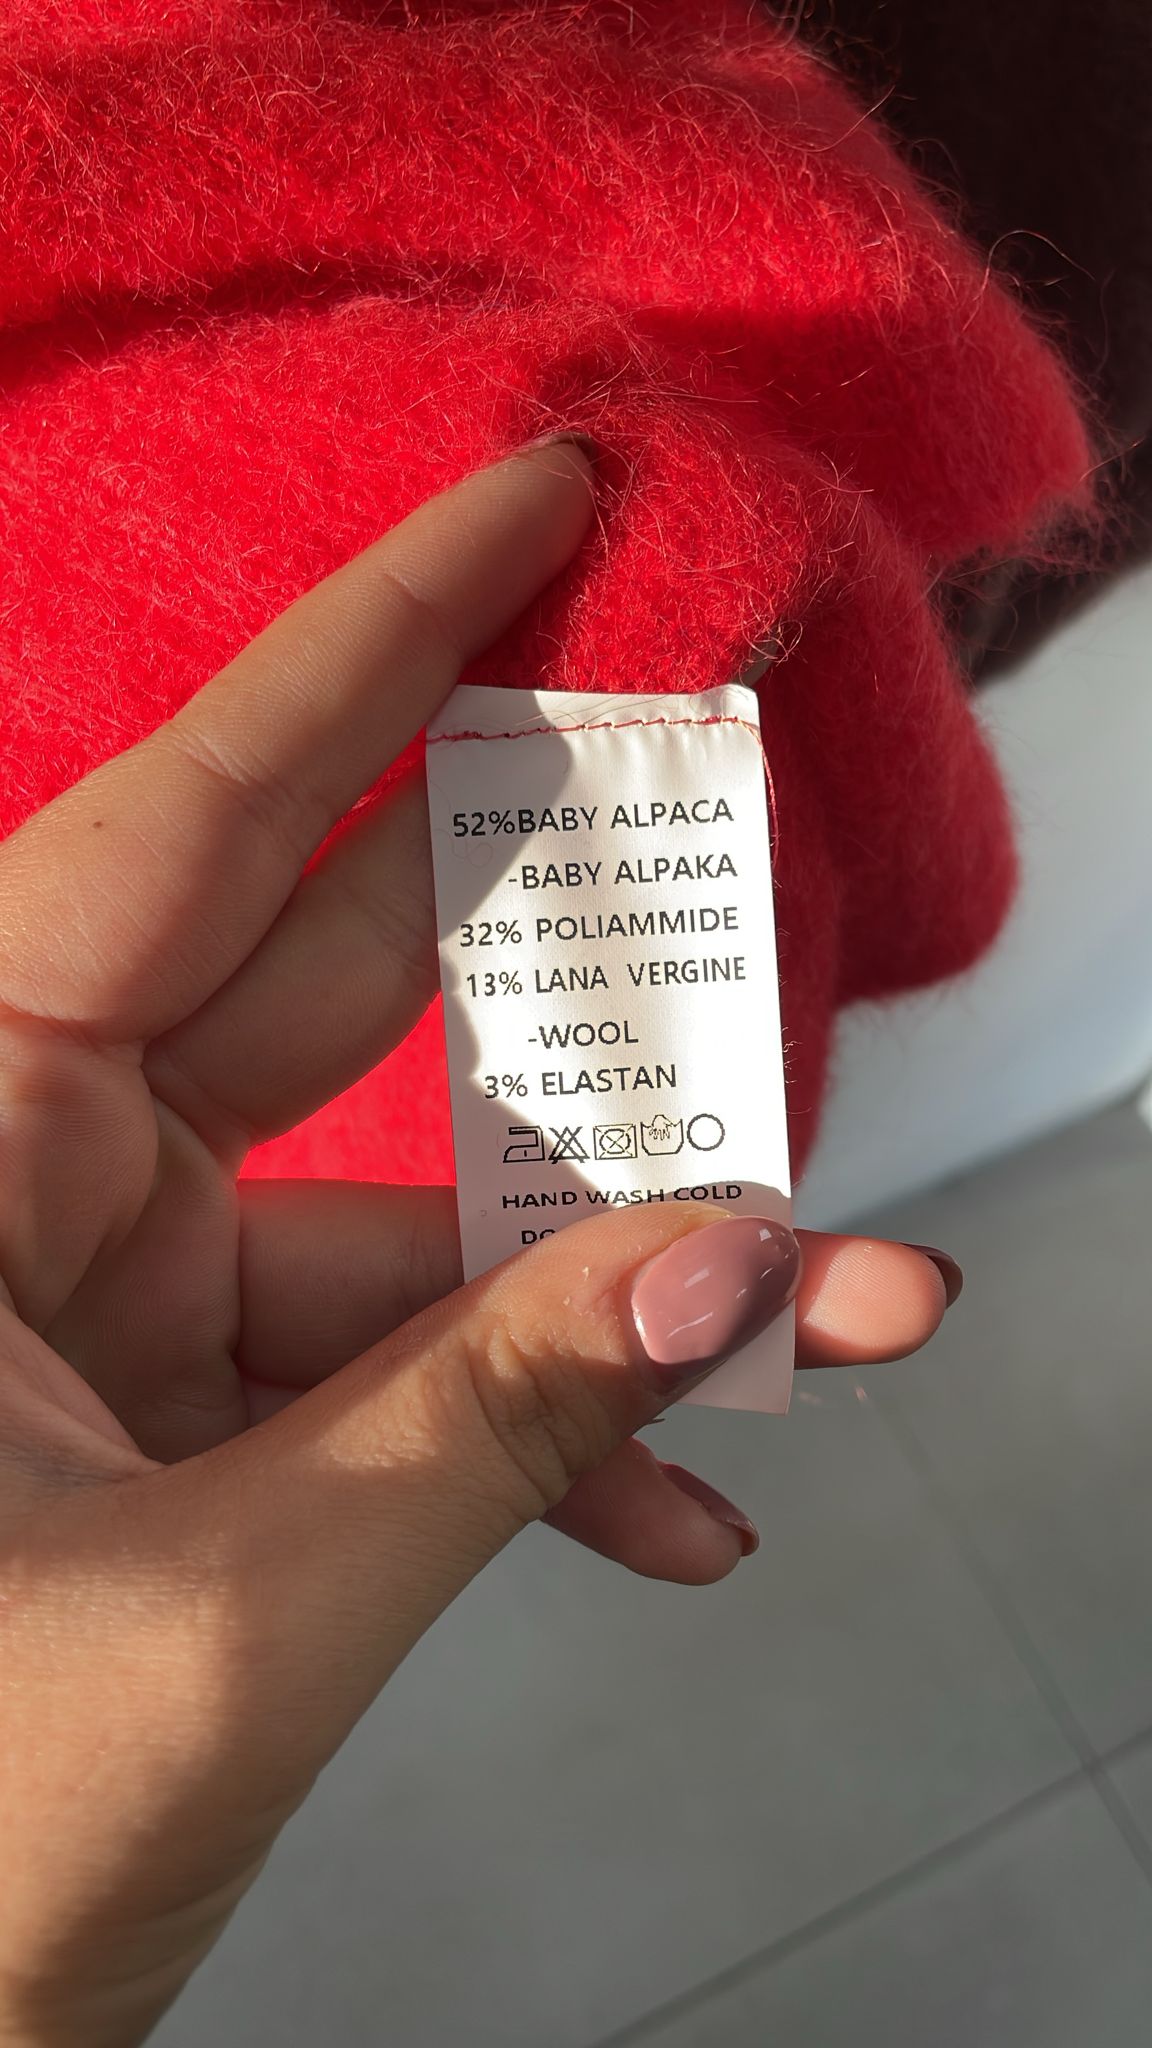 52%BABY ALPACA
-BABY ALPAKA
32% POLIAMMIDE
13% LANA VERGINE
-WOOL
3% ELASTAN
HAND WASH COLD